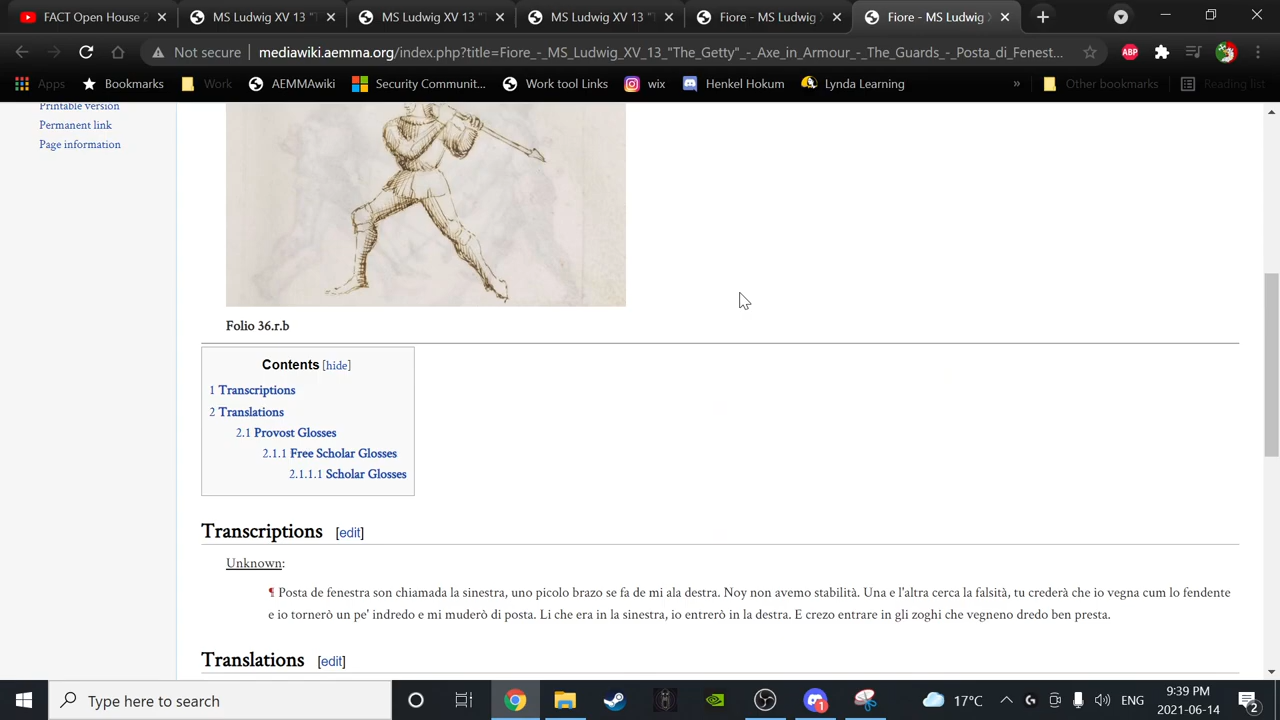 FACT Open House 2
MS Ludwig XV 13 "T
MS Ludwig XV 13 "T
MS Ludwig XV 13 "T
Fiore - MS Ludwig
Fiore - MS Ludwig
Not secure
mediawiki.aemma.org/index.php?title=Fiore_-_MS_Ludwig_XV_13_"The_Getty"_-_Axe_in_Armour_-_The_Guards_-_Posta_di_Fenest...
ABP
Apps
Bookmarks
Work
AEMMAwiki
Security Communit...
Work tool Links
wix
Henkel Hokum
Lynda Learning
»
Other bookmarks
Reading list
Printable version
Permanent link
Page information
Folio 36.r.b
Contents [hide]
1 Transcriptions
2 Translations
2.1 Provost Glosses
2.1.1 Free Scholar Glosses
2.1.1.1 Scholar Glosses
Transcriptions [edit]
Unknown:
¶ Posta de fenestra son chiamada la sinestra, uno picolo brazo se fa de mi ala destra. Noy non avemo stabilità. Una e l'altra cerca la falsità, tu crederà che io vegna cum lo fendente
e io tornerò un pe' indredo e mi muderò di posta. Li che era in la sinestra, io entrerò in la destra. E crezo entrare in gli zoghi che vegneno dredo ben presta.
Translations [edit]
Type here to search
1
17°C
ENG
9:39 PM
2021-06-14
2